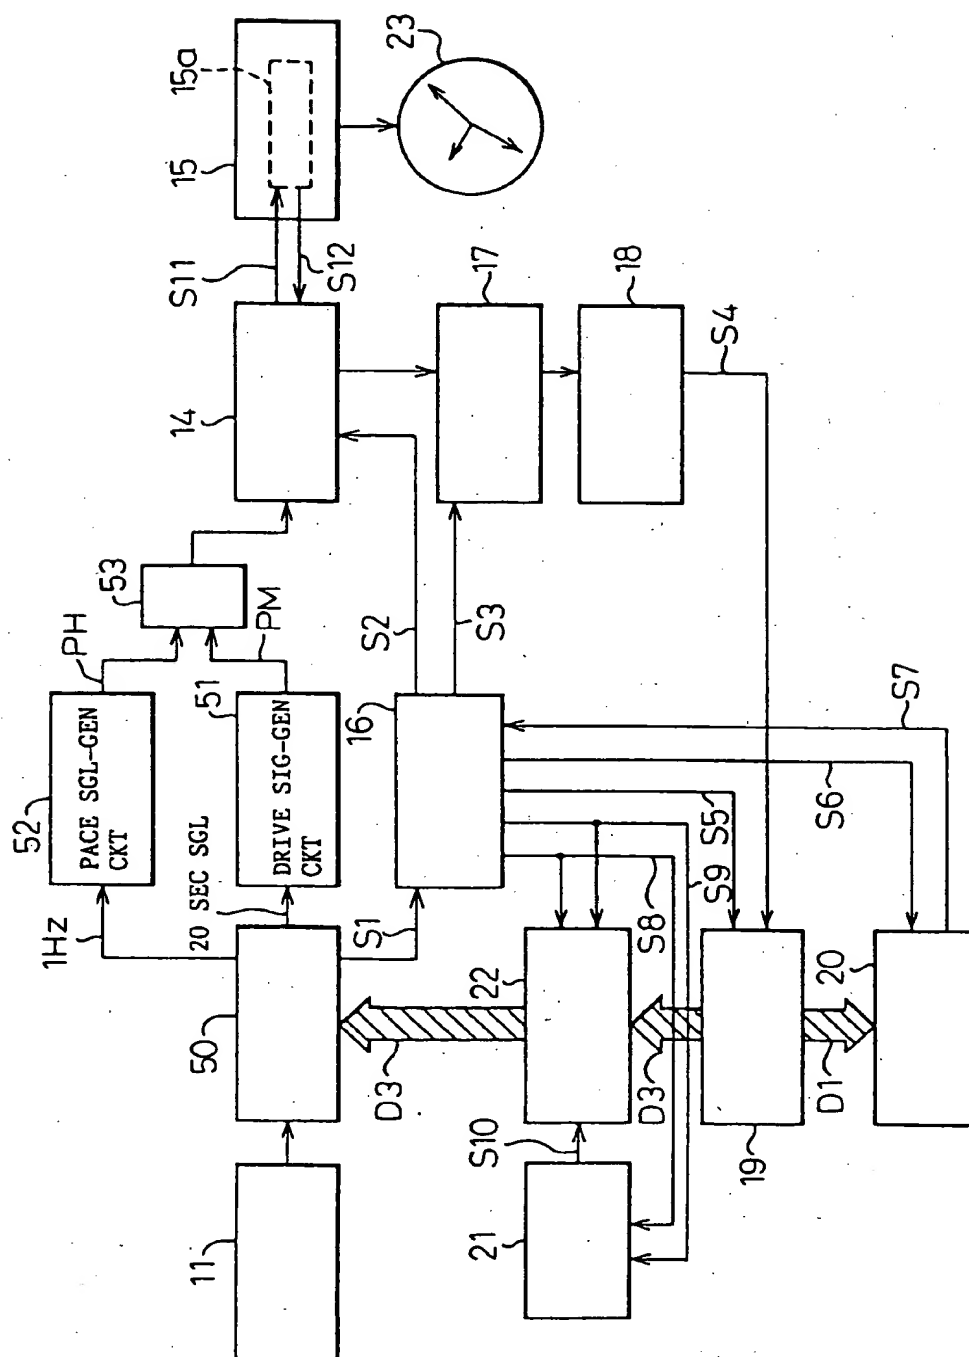 11
50
1Hz
20 SEC SGL
S1
52
PACE SGL-GEN
CKT
PH
51
DRIVE SIG-GEN
CKT
PM
53
14
S11
S12
15
15a
23
16
S2
S3
17
18
S4
D3
22
S10
21
S8
S9
S5
S6
S7
D3
19
D1
20